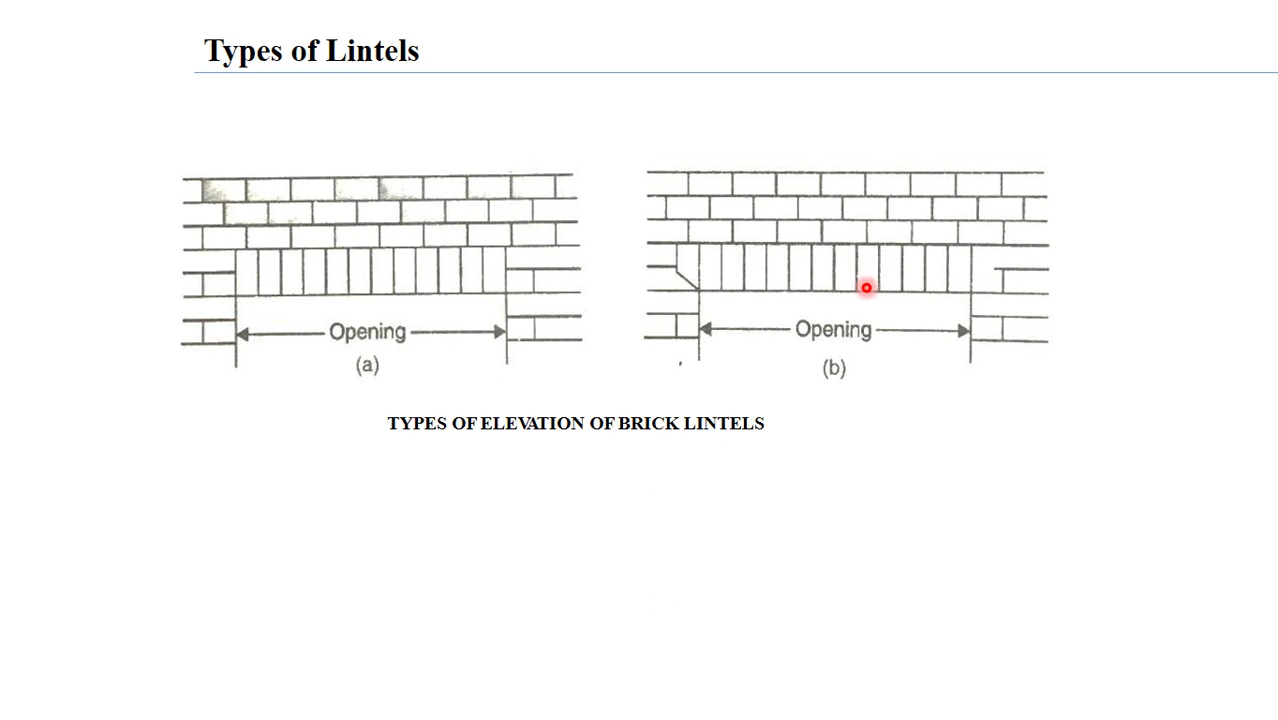 Types of Lintels
Opening
(a)
Opening
(b)
TYPES OF ELEVATION OF BRICK LINTELS